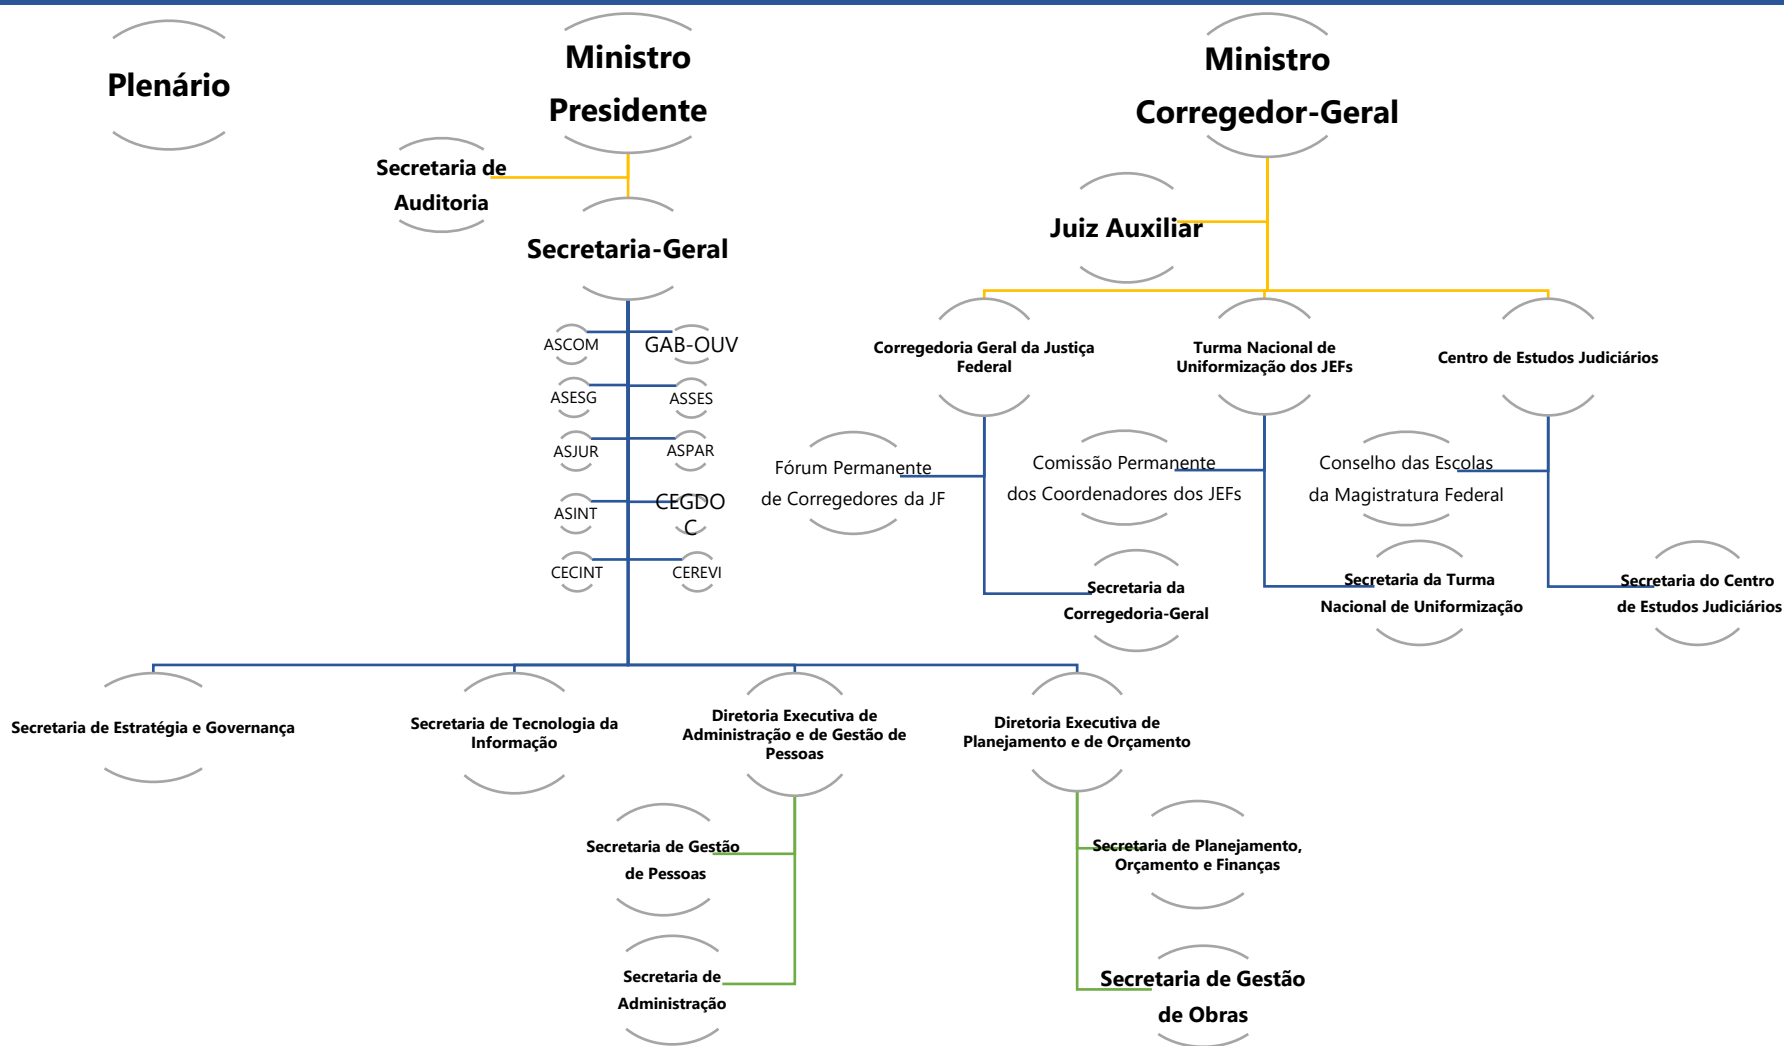 Plenário
Ministro
Presidente
Ministro
Corregedor-Geral
Secretaria de
Auditoria
Secretaria-Geral
Juiz Auxiliar
ASCOM
GAB-OUV
ASESG
ASSES
ASJUR
ASPAR
ASINT
CEGDO
C
CECINT
CEREVI
Corregedoria Geral da Justiça
Federal
Turma Nacional de
Uniformização dos JEFs
Centro de Estudos Judiciários
Fórum Permanente
de Corregedores da JF
Comissão Permanente
dos Coordenadores dos JEFs
Conselho das Escolas
da Magistratura Federal
Secretaria da
Corregedoria-Geral
Secretaria da Turma
Nacional de Uniformização
Secretaria do Centro
de Estudos Judiciários
Secretaria de Estratégia e Governança
Secretaria de Tecnologia da
Informação
Diretoria Executiva de
Administração e de Gestão de
Pessoas
Diretoria Executiva de
Planejamento e de Orçamento
Secretaria de Gestão
de Pessoas
Secretaria de Planejamento,
Orçamento e Finanças
Secretaria de
Administração
Secretaria de Gestão
de Obras